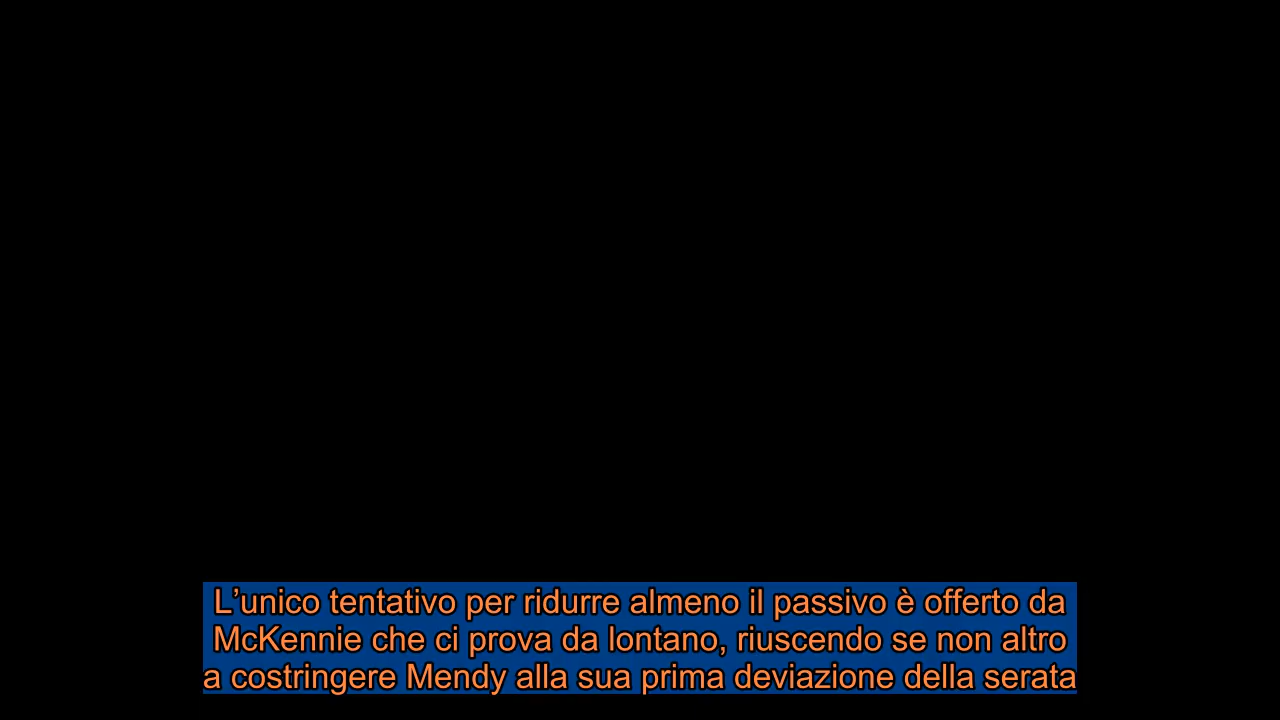 L’unico tentativo per ridurre almeno il passivo è offerto da
McKennie che ci prova da lontano, riuscendo se non altro
a costringere Mendy alla sua prima deviazione della serata